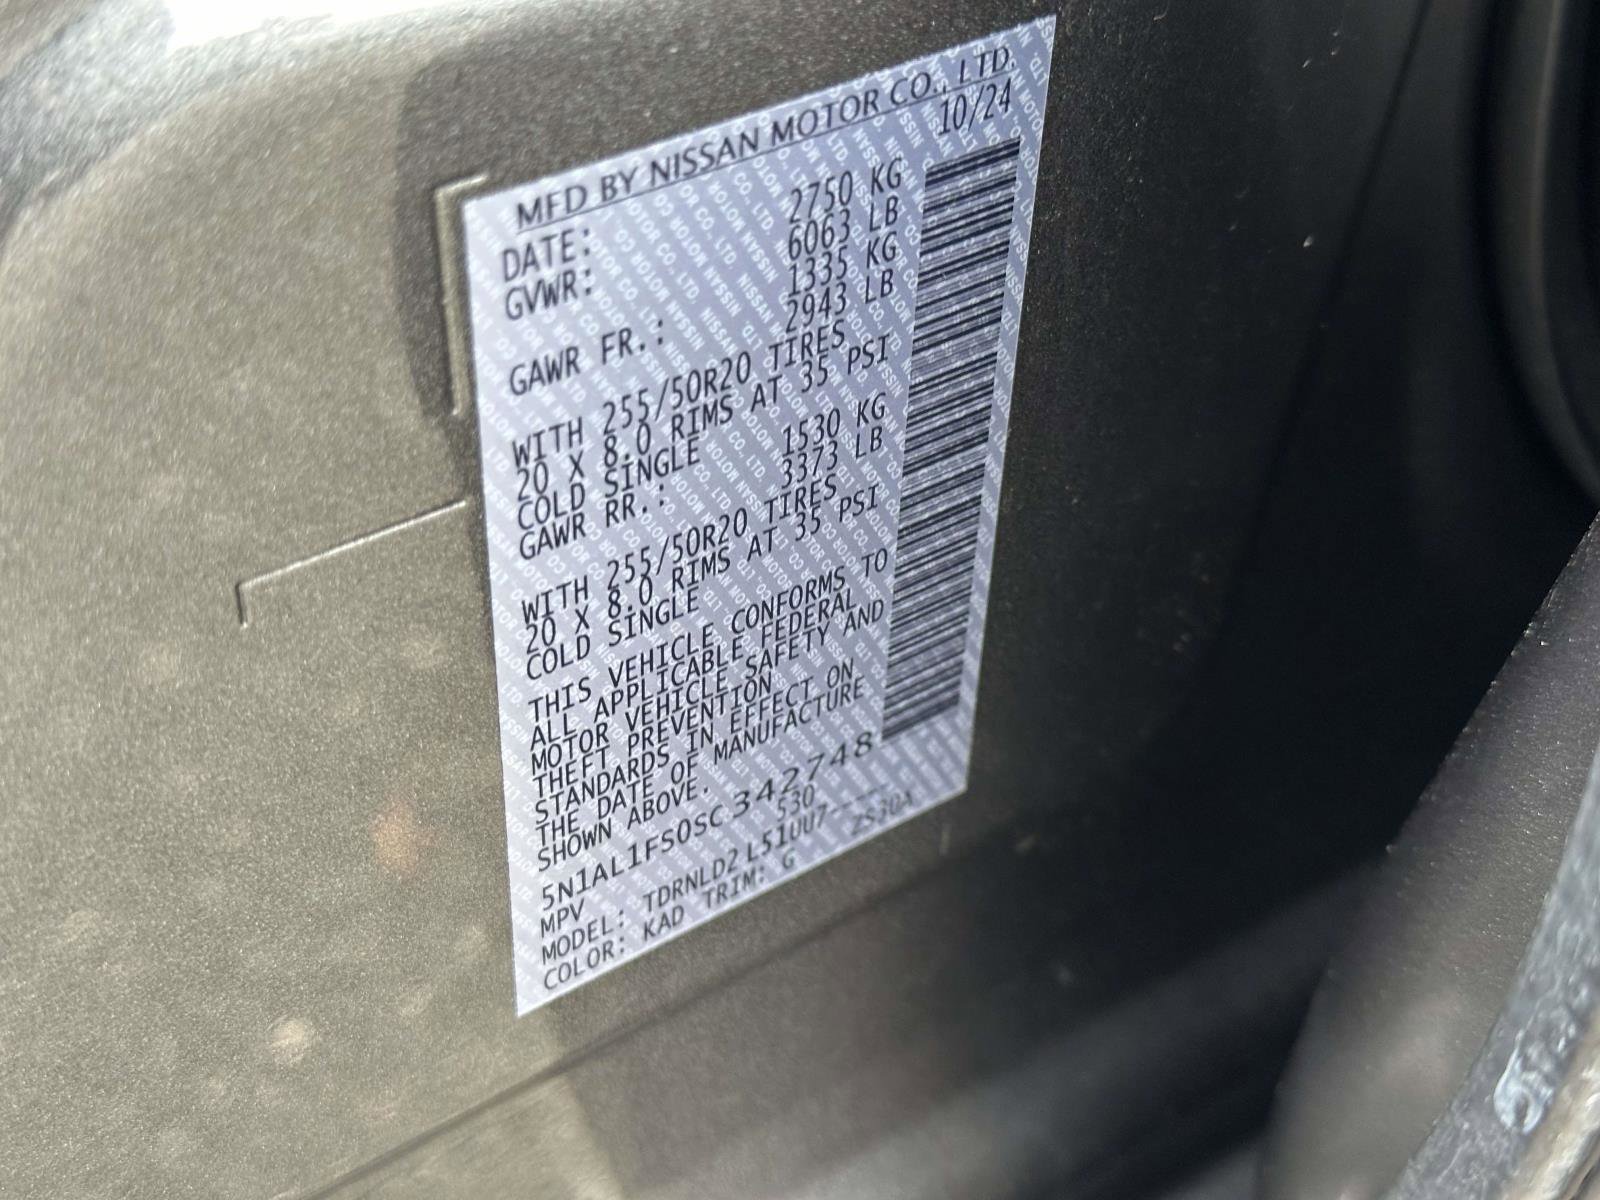 MFD BY NISSAN MOTOR CO., LTD.
DATE: 10/24
GVWR: 2750 KG
6063 LB
GAWR FR.: 1335 KG
2943 LB
WITH 255/50R20 TIRES
20 X 8.0 RIMS AT 35 PSI
COLD SINGLE
GAWR RR.: 1530 KG
3373 LB
WITH 255/50R20 TIRES
20 X 8.0 RIMS AT 35 PSI
COLD SINGLE
THIS VEHICLE CONFORMS TO
ALL APPLICABLE FEDERAL
MOTOR VEHICLE SAFETY AND
THEFT PREVENTION
STANDARDS IN EFFECT ON
THE DATE OF MANUFACTURE
SHOWN ABOVE.
5N1AL1FS0SC342748
MPV 530
MODEL: TDRNLD2L51UU7-----
COLOR: KAD TRIM: G ZS30A